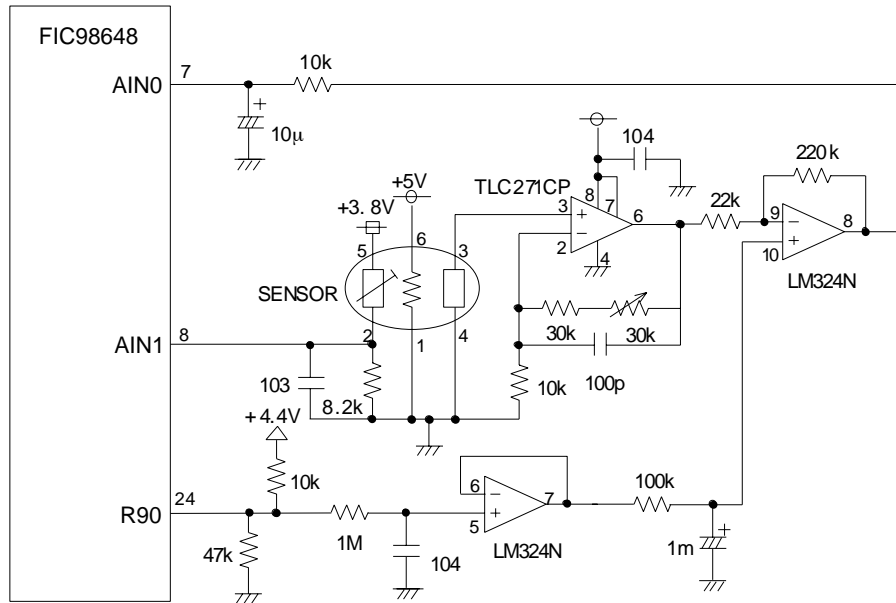 FIC98648
7
AIN0
10k
+
10µ
104
220k
+5V
TLC271CP
8
7
3
+
6
22k
9
−
8
+3.8V
−
2
4
+
10
LM324N
5
6
3
SENSOR
30k
30k
8
AIN1
2
1
4
100p
103
10k
8.2k
+4.4V
10k
24
6
−
7
100k
R90
+
5
1M
LM324N
+
47k
104
1m